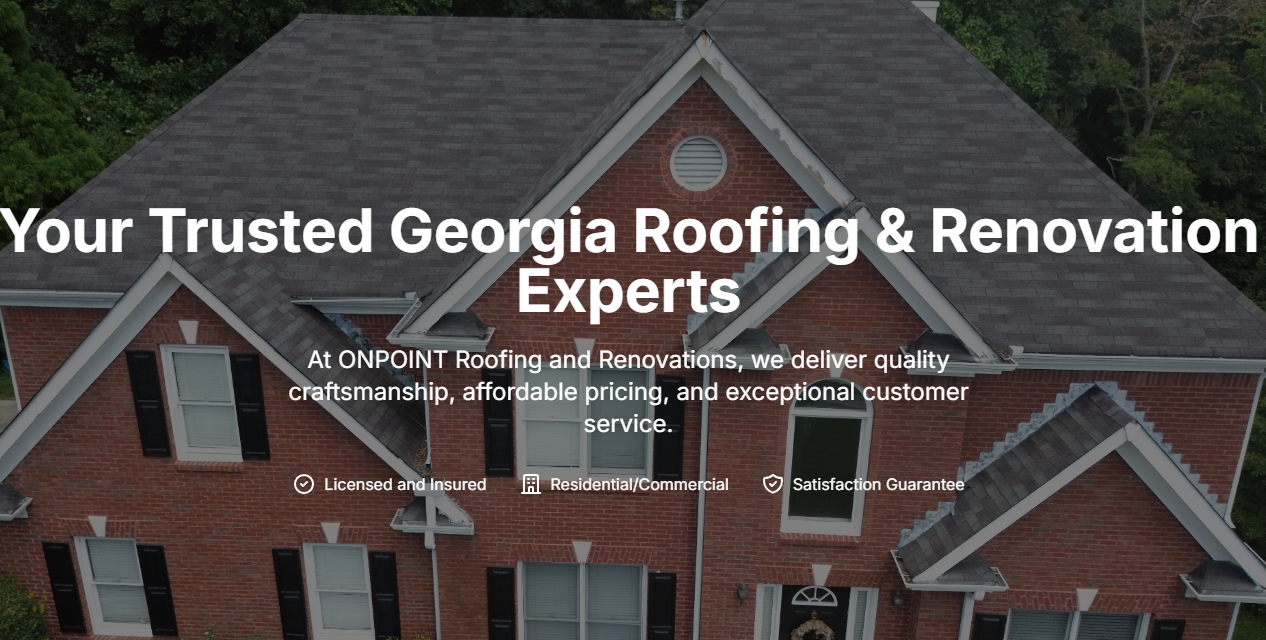 Your Trusted Georgia Roofing & Renovation
Experts
At ONPOINT Roofing and Renovations, we deliver quality
craftsmanship, affordable pricing, and exceptional customer
service.
Licensed and Insured Residential/Commercial Satisfaction Guarantee